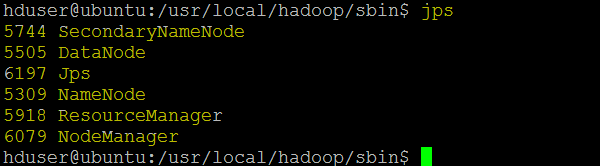 hduser@ubuntu:/usr/local/hadoop/sbin$ jps
5744 SecondaryNameNode
5505 DataNode
6197 Jps
5309 NameNode
5918 ResourceManager
6079 NodeManager
hduser@ubuntu:/usr/local/hadoop/sbin$